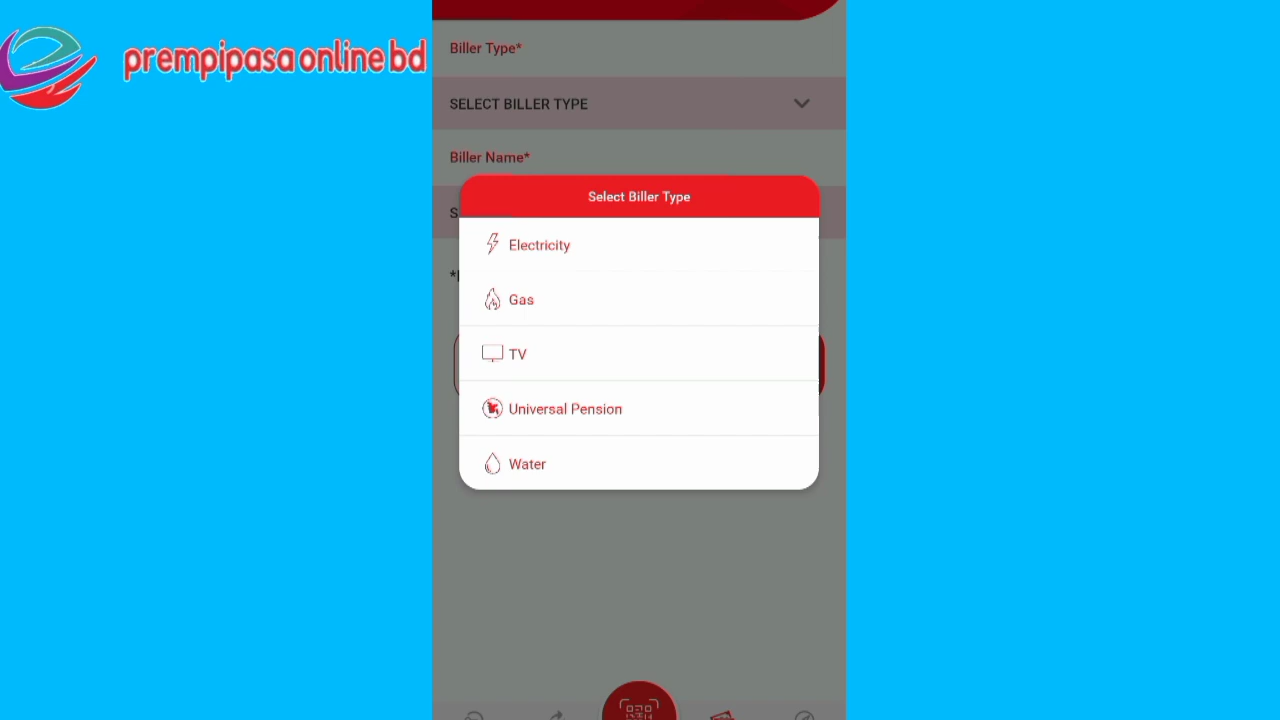 prempipasa online bd
Biller Type*
SELECT BILLER TYPE
Biller Name*
Select Biller Type
Electricity
Gas
TV
Universal Pension
Water